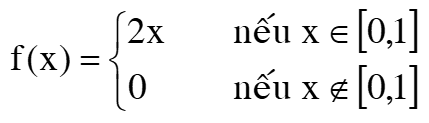 f(x) = { 2x nếu x ∈ [0,1]
0 nếu x ∉ [0,1]